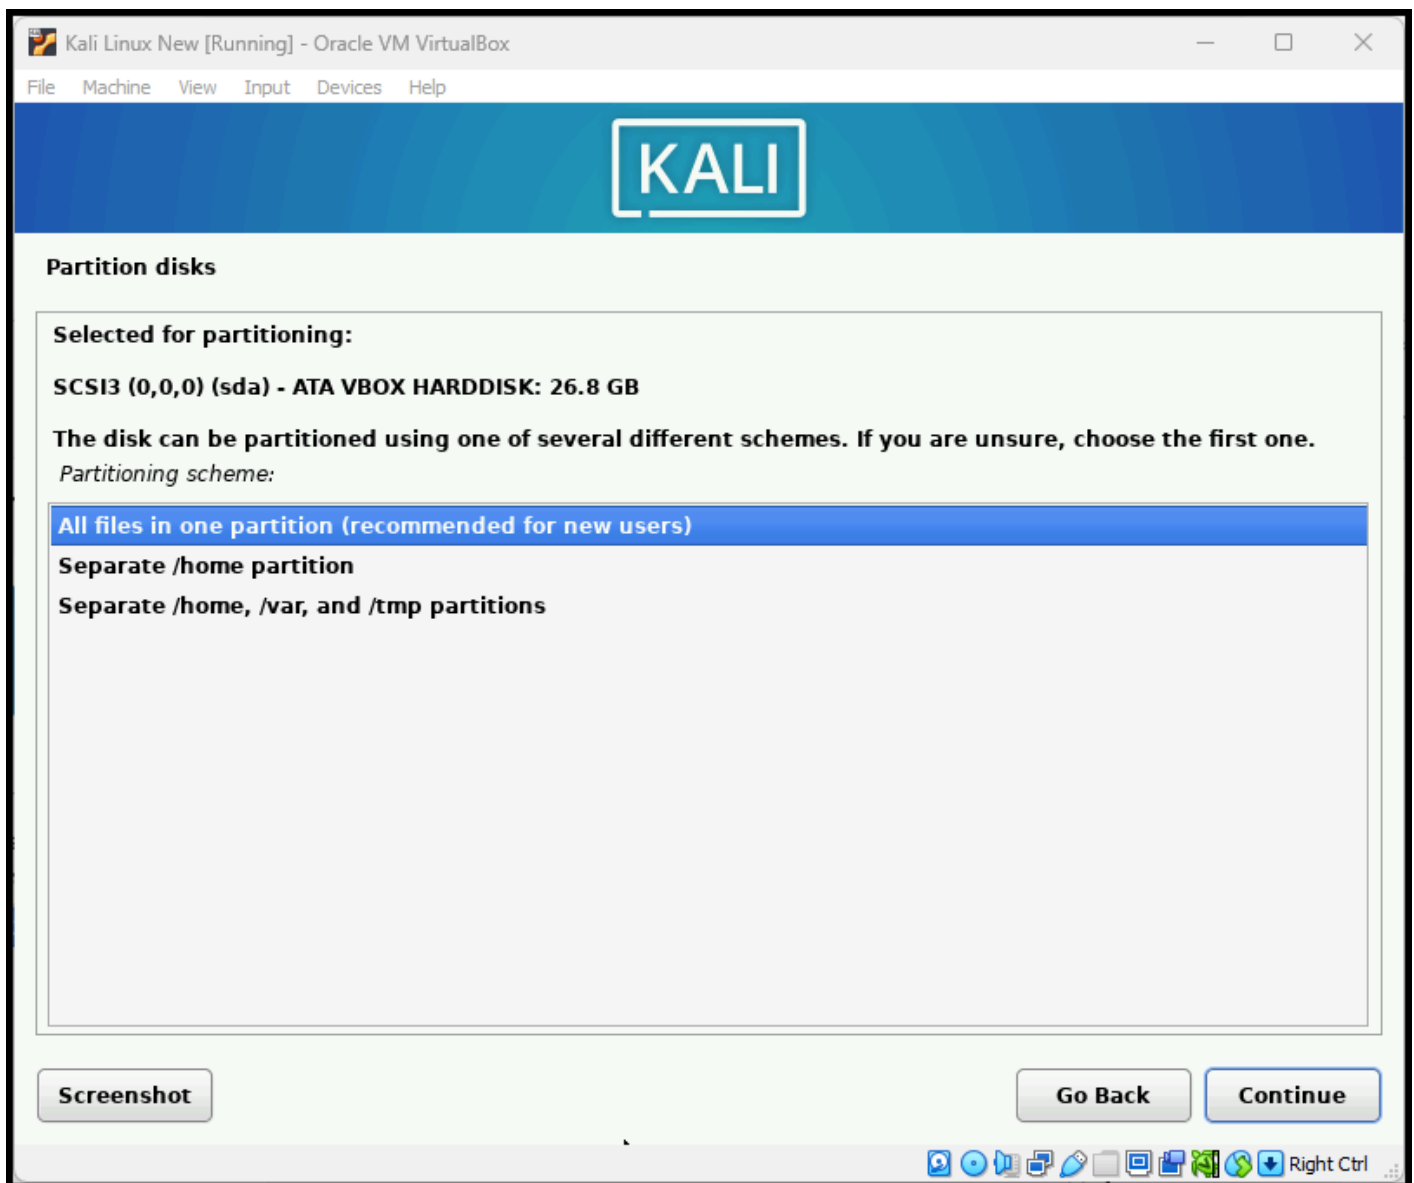 Kali Linux New [Running] - Oracle VM VirtualBox
File Machine View Input Devices Help
KALI
Partition disks
Selected for partitioning:
SCSI3 (0,0,0) (sda) - ATA VBOX HARDDISK: 26.8 GB
The disk can be partitioned using one of several different schemes. If you are unsure, choose the first one.
Partitioning scheme:
All files in one partition (recommended for new users)
Separate /home partition
Separate /home, /var, and /tmp partitions
Screenshot Go Back Continue
Right Ctrl